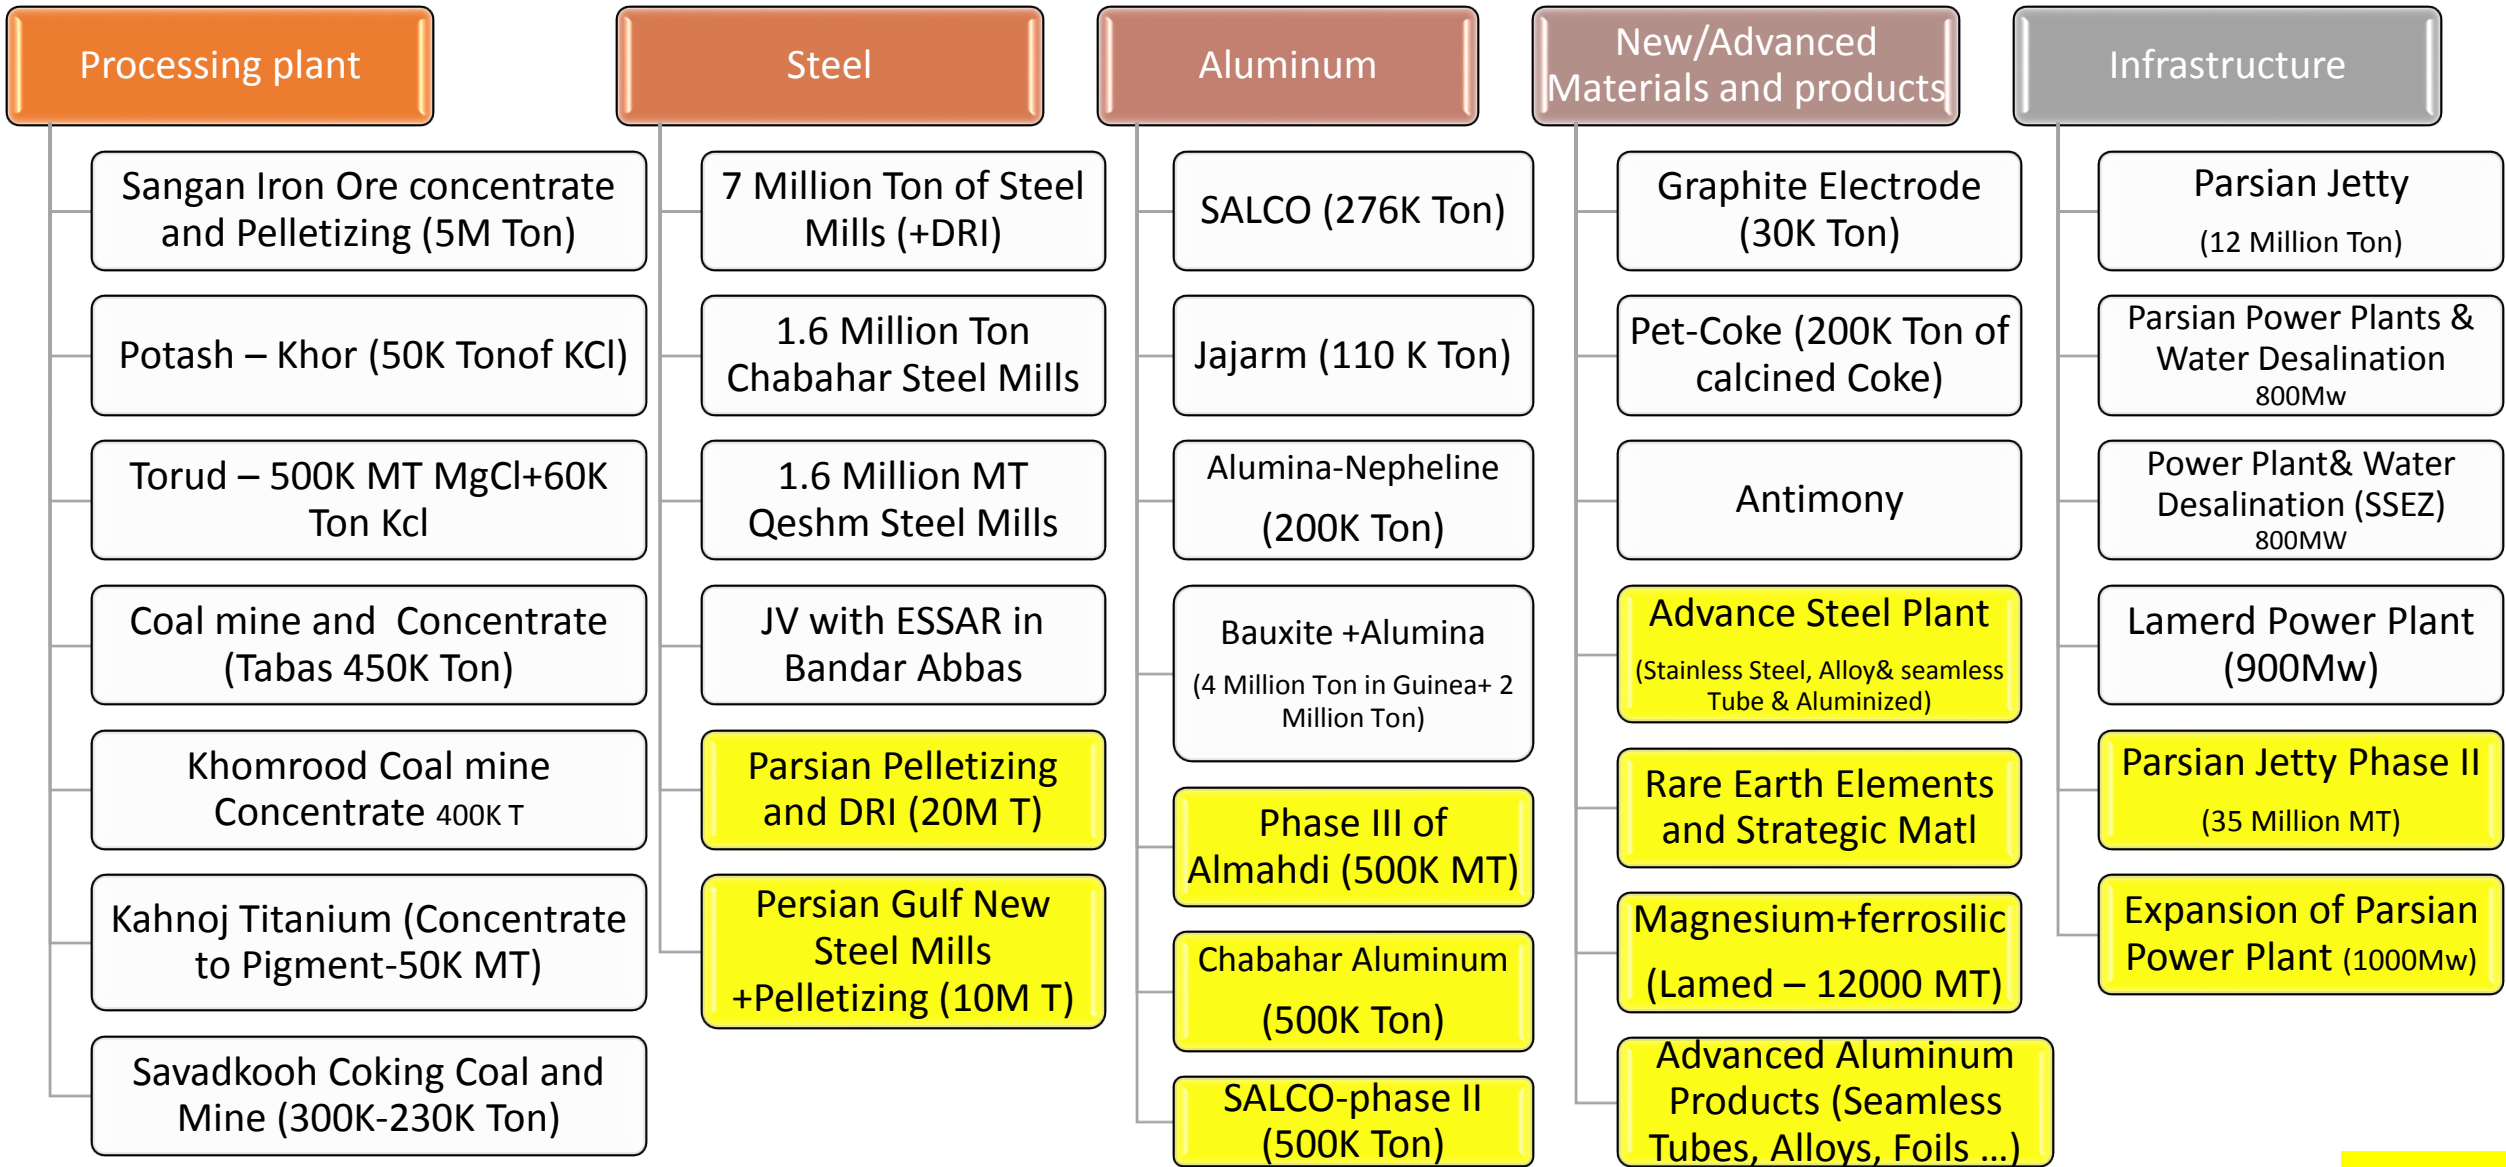 Processing plant
Sangan Iron Ore concentrate
and Pelletizing (5M Ton)
Potash – Khor (50K Tonof KCl)
Torud – 500K MT MgCl+60K
Ton Kcl
Coal mine and  Concentrate
(Tabas 450K Ton)
Khomrood Coal mine
Concentrate 400K T
Kahnoj Titanium (Concentrate
to Pigment-50K MT)
Savadkooh Coking Coal and
Mine (300K-230K Ton)
Steel
7 Million Ton of Steel
Mills (+DRI)
1.6 Million Ton
Chabahar Steel Mills
1.6 Million MT
Qeshm Steel Mills
JV with ESSAR in
Bandar Abbas
Parsian Pelletizing
and DRI (20M T)
Persian Gulf New
Steel Mills
+Pelletizing (10M T)
Aluminum
SALCO (276K Ton)
Jajarm (110 K Ton)
Alumina-Nepheline
(200K Ton)
Bauxite +Alumina
(4 Million Ton in Guinea+ 2
Million Ton)
Phase III of
Almahdi (500K MT)
Chabahar Aluminum
(500K Ton)
SALCO-phase II
(500K Ton)
New/Advanced
Materials and products
Graphite Electrode
(30K Ton)
Pet-Coke (200K Ton of
calcined Coke)
Antimony
Advance Steel Plant
(Stainless Steel, Alloy& seamless
Tube & Aluminized)
Rare Earth Elements
and Strategic Matl
Magnesium+ferrosilic
(Lamed – 12000 MT)
Advanced Aluminum
Products (Seamless
Tubes, Alloys, Foils ...)
Infrastructure
Parsian Jetty
(12 Million Ton)
Parsian Power Plants &
Water Desalination
800Mw
Power Plant& Water
Desalination (SSEZ)
800MW
Lamerd Power Plant
(900Mw)
Parsian Jetty Phase II
(35 Million MT)
Expansion of Parsian
Power Plant (1000Mw)